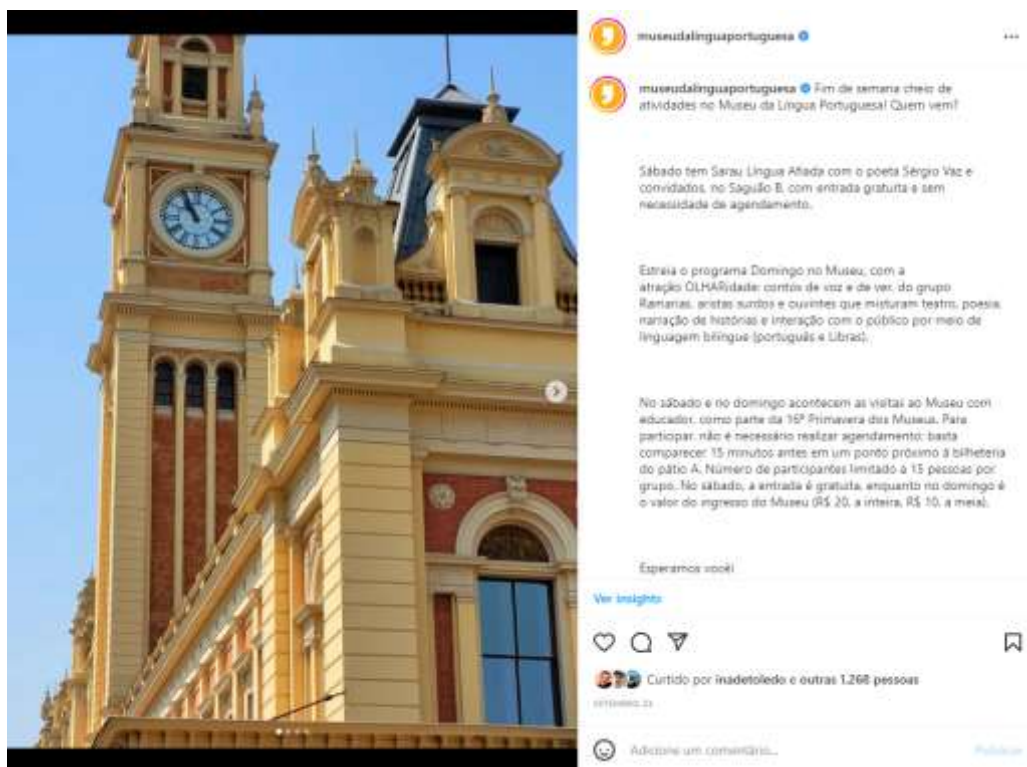 museudalinguaportuguesa
museudalinguaportuguesa Fim de semana cheio de
atividades no Museu da Língua Portuguesa! Quem vem?
Sábado tem Sarau Língua Afiada com o poeta Sérgio Vaz e
convidados, no Saguão B, com entrada gratuita e sem
necessidade de agendamento.
Estreia o programa Domingo no Museu, com a
atração OLHARidade: contos de voz e de ver, do grupo
Ramarias, aristas surdos e ouvintes que misturam teatro, poesia,
narração de histórias e interação com o público por meio de
linguagem bilíngue (português e Libras).
No sábado e no domingo acontecem as visitas ao Museu com
educador, como parte da 16ª Primavera dos Museus. Para
participar, não é necessário realizar agendamento: basta
comparecer 15 minutos antes em um ponto próximo à bilheteria
do pátio A. Número de participantes limitado a 15 pessoas por
grupo. No sábado, a entrada é gratuita, enquanto no domingo é
o valor do ingresso do Museu (R$ 20, a inteira, R$ 10, a meia).
Esperamos você!
Ver insights
Curtido por inadetoledo e outras 1.268 pessoas
SETEMBRO 23
Adicione um comentário...
Publicar